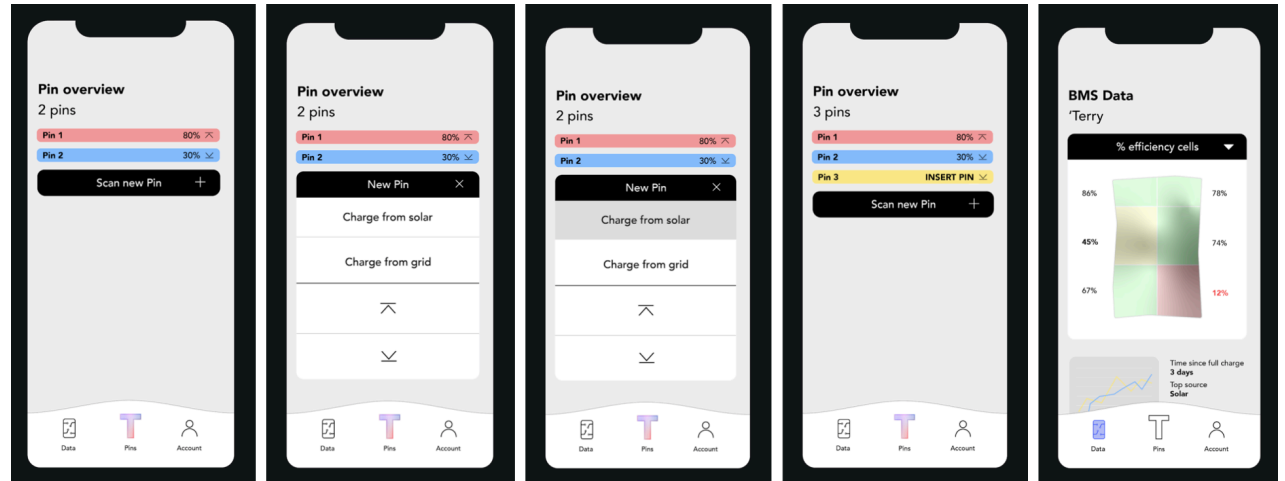 Pin overview
2 pins
Pin 1 80%
Pin 2 30%
Scan new Pin +
Data Pins Account
Pin overview
2 pins
Pin 1 80%
Pin 2 30%
New Pin ×
Charge from solar
Charge from grid
Data Pins Account
Pin overview
2 pins
Pin 1 80%
Pin 2 30%
New Pin ×
Charge from solar
Charge from grid
Data Pins Account
Pin overview
3 pins
Pin 1 80%
Pin 2 30%
Pin 3 INSERT PIN
Scan new Pin +
Data Pins Account
BMS Data
‘Terry
% efficiency cells
86% 78%
45% 74%
67% 12%
Time since full charge
3 days
Top source
Solar
Data Pins Account